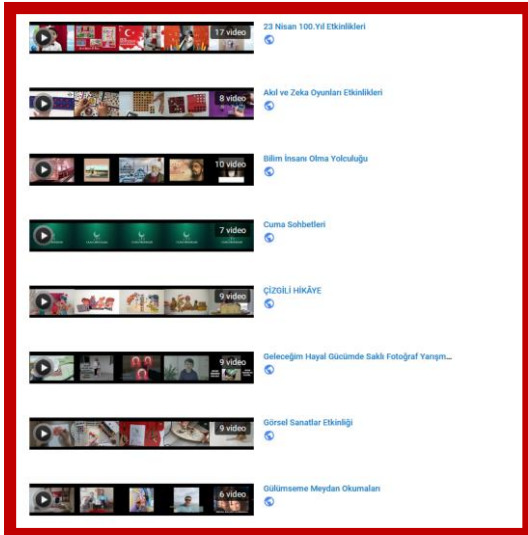 17 video
23 Nisan 100.Yıl Etkinlikleri
8 video
Akıl ve Zeka Oyunları Etkinlikleri
10 video
Bilim İnsanı Olma Yolculuğu
7 video
Cuma Sohbetleri
9 video
ÇİZGİLİ HİKÂYE
9 video
Geleceğim Hayal Gücümde Saklı Fotoğraf Yarışm...
9 video
Görsel Sanatlar Etkinliği
6 video
Gülümseme Meydan Okumaları